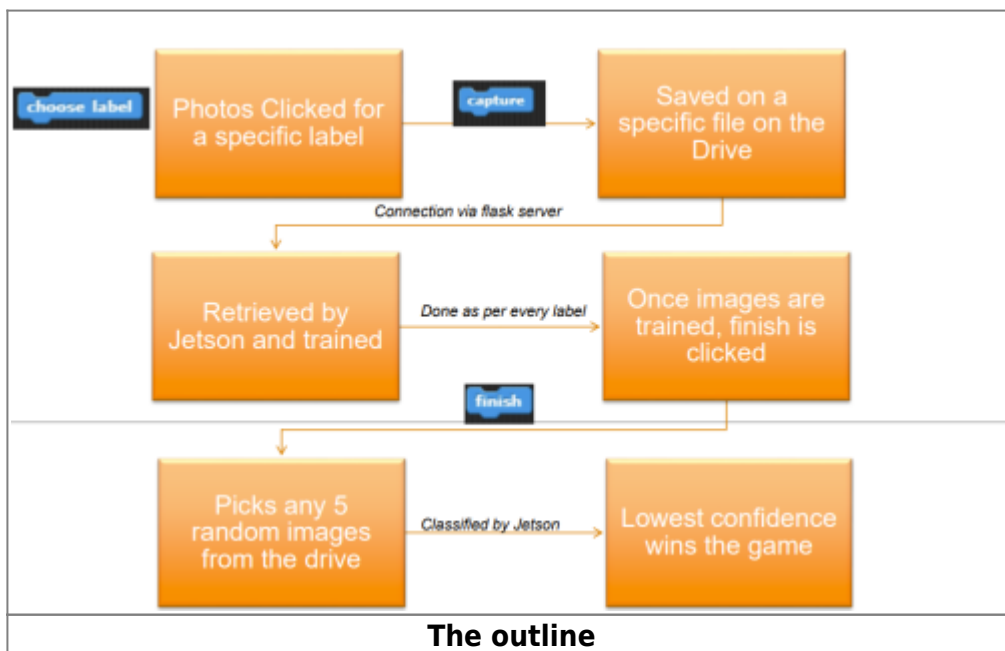 choose label
Photos Clicked for
a specific label
capture
Saved on a
specific file on the
Drive
Connection via flask server
Retrieved by
Jetson and trained
Done as per every label
Once images are
trained, finish is
clicked
finish
Picks any 5
random images
from the drive
Classified by Jetson
Lowest confidence
wins the game
The outline